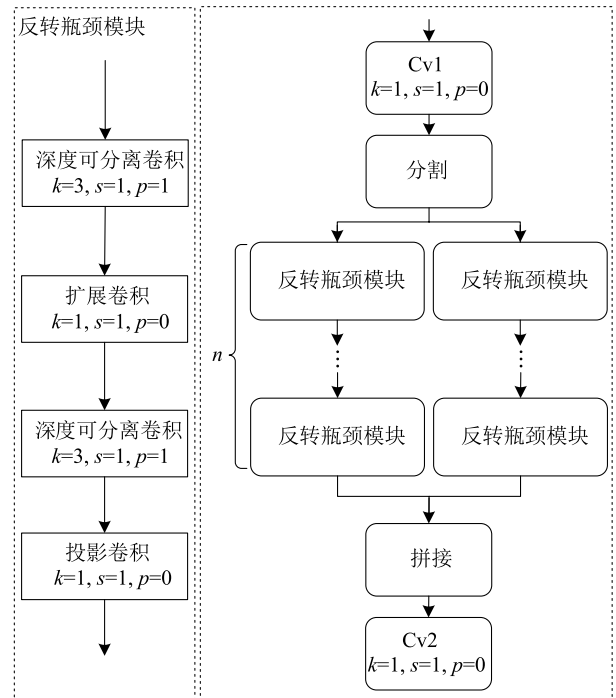 反转瓶颈模块
深度可分离卷积
k=3, s=1, p=1
扩展卷积
k=1, s=1, p=0
深度可分离卷积
k=3, s=1, p=1
投影卷积
k=1, s=1, p=0
Cv1
k=1, s=1, p=0
分割
反转瓶颈模块
反转瓶颈模块
n
反转瓶颈模块
反转瓶颈模块
拼接
Cv2
k=1, s=1, p=0